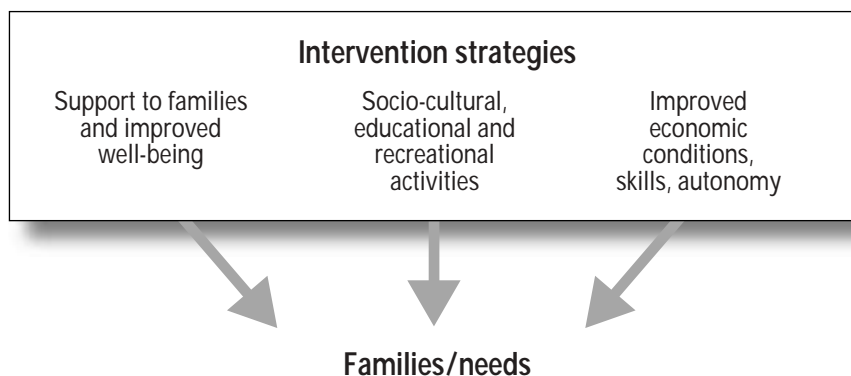 Intervention strategies
Support to families
and improved
well-being
Socio-cultural,
educational and
recreational
activities
Improved
economic
conditions,
skills, autonomy
Families/needs